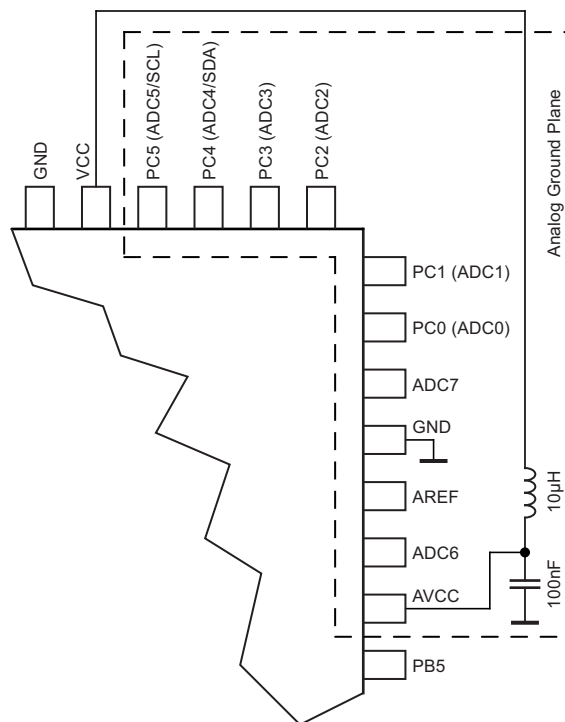 GND
VCC
PC5 (ADC5/SCL)
PC4 (ADC4/SDA)
PC3 (ADC3)
PC2 (ADC2)
Analog Ground Plane
PC1 (ADC1)
PC0 (ADC0)
ADC7
GND
AREF
ADC6
AVCC
PB5
10µH
100nF